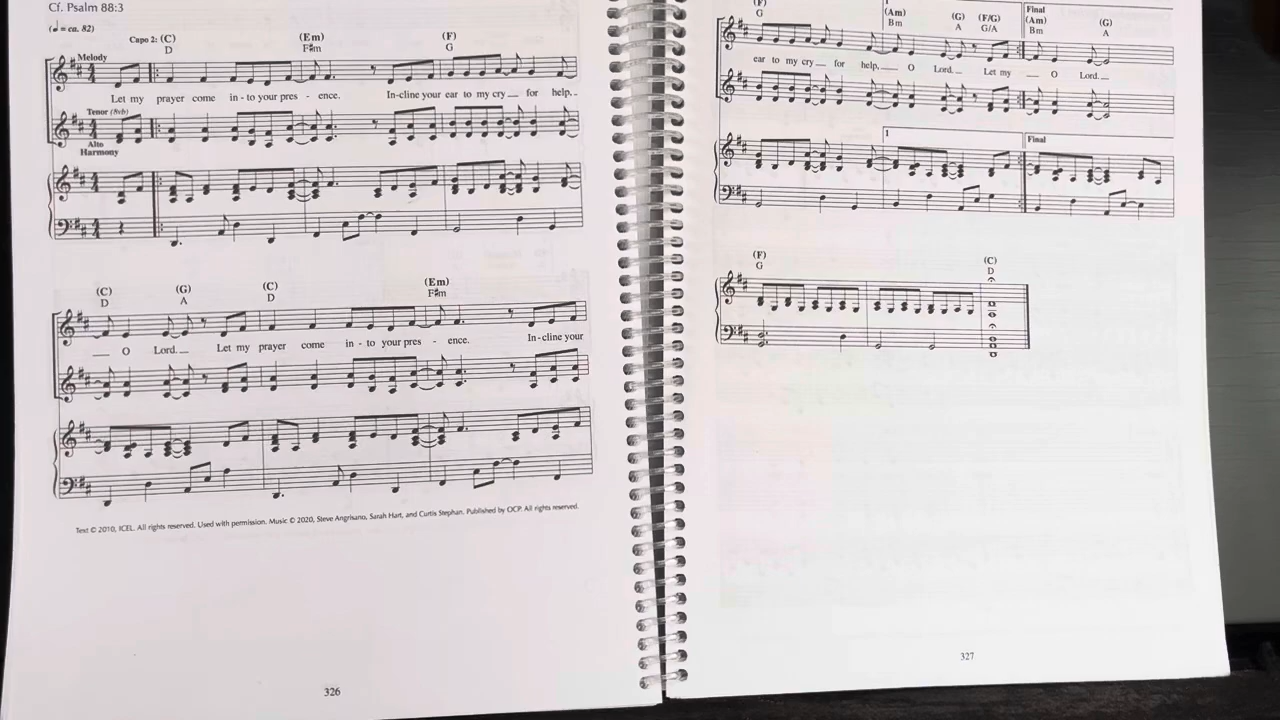 Cf. Psalm 88:3
(♩ = ca. 82)
Capo 2: (C) (Em) (F)
D F♯m G
Melody
Let my prayer come in - to your pres - ence. In-cline your ear to my cry for help,
Tenor (8vb)
Alto
Harmony
(C) (G) (C) (Em)
D A D F♯m
O Lord. Let my prayer come in - to your pres - ence. In-cline your
Text © 2010, ICEL. All rights reserved. Used with permission. Music © 2020, Steve Angrisano, Sarah Hart, and Curtis Stephan. Published by OCP. All rights reserved.
326
1 Final
(F) (Am) (G) (F/G) (Am) (G)
G Bm A G/A Bm A
ear to my cry for help, O Lord. Let my O Lord.
1 Final
(F) (C)
G D
327